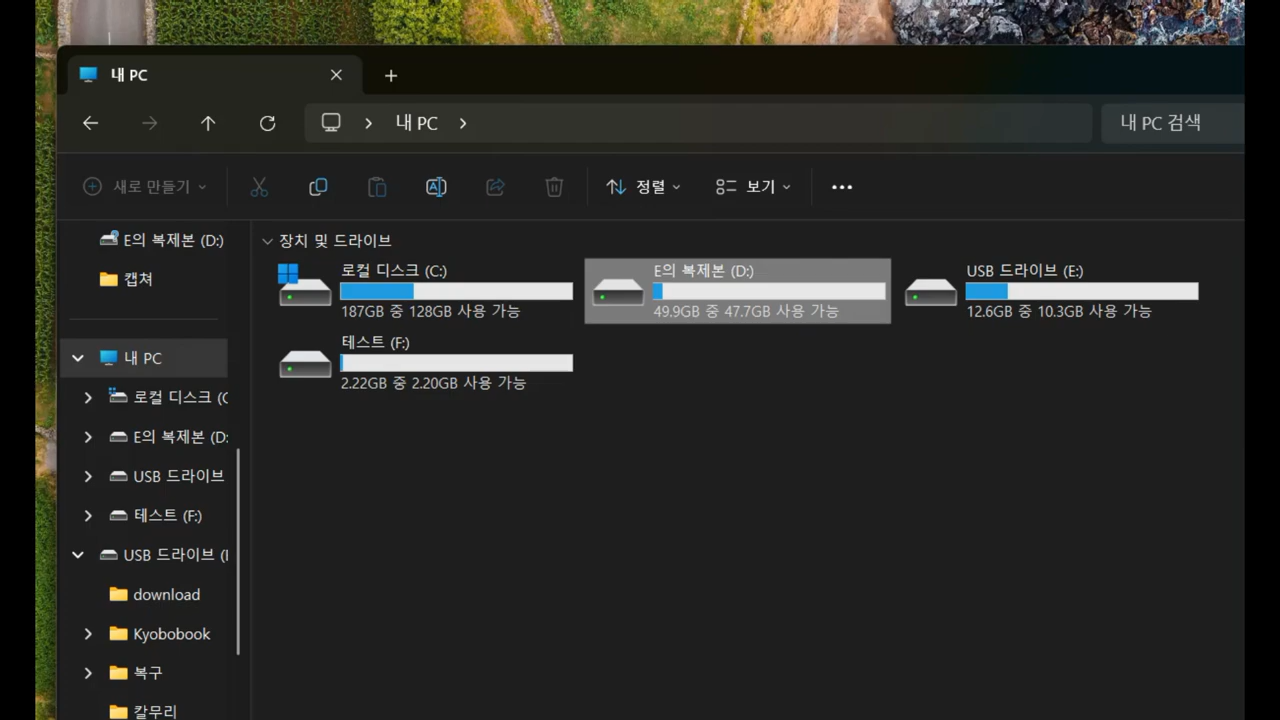 내 PC
내 PC
내 PC 검색
새로 만들기
정렬
보기
E의 복제본 (D:)
캡쳐
내 PC
로컬 디스크 (C
E의 복제본 (D:
USB 드라이브
테스트 (F:)
USB 드라이브 (
download
Kyobobook
복구
칼무리
장치 및 드라이브
로컬 디스크 (C:)
187GB 중 128GB 사용 가능
E의 복제본 (D:)
49.9GB 중 47.7GB 사용 가능
USB 드라이브 (E:)
12.6GB 중 10.3GB 사용 가능
테스트 (F:)
2.22GB 중 2.20GB 사용 가능